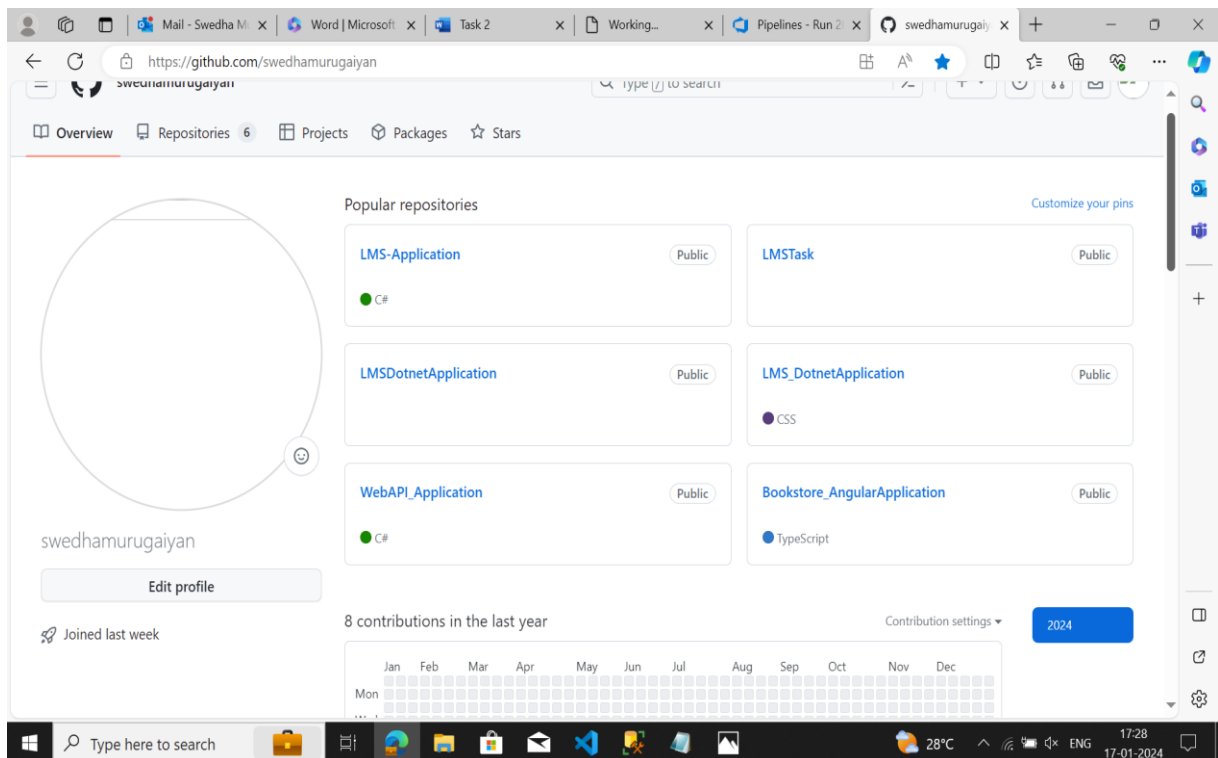 Mail - Swedha M
Word | Microsoft
Task 2
Working...
Pipelines - Run 2
swedhamurugaiy
https://github.com/swedhamurugaiyan
swedhamurugaiyan
Type / to search
Overview
Repositories 6
Projects
Packages
Stars
Popular repositories
Customize your pins
LMS-Application Public
C#
LMSTask Public
LMSDotnetApplication Public
LMS_DotnetApplication Public
CSS
WebAPI_Application Public
C#
Bookstore_AngularApplication Public
TypeScript
swedhamurugaiyan
Edit profile
Joined last week
8 contributions in the last year
Contribution settings
2024
Jan Feb Mar Apr May Jun Jul Aug Sep Oct Nov Dec
Mon
Type here to search
28°C
ENG
17:28
17-01-2024